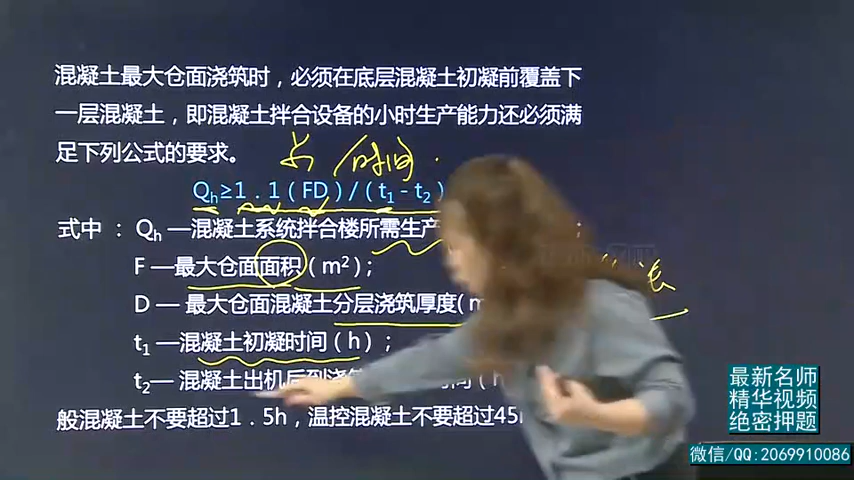 混凝土最大仓面浇筑时，必须在底层混凝土初凝前覆盖下
一层混凝土，即混凝土拌合设备的小时生产能力还必须满
足下列公式的要求。
时间
Qh≥1．1（FD）/（t1 - t2）
式中 ： Qh —混凝土系统拌合楼所需生产 ；
F —最大仓面面积（m²）；
D — 最大仓面混凝土分层浇筑厚度(m
t1 —混凝土初凝时间（h）；
t2— 混凝土出机后到浇 时间（h
般混凝土不要超过1．5h，温控混凝土不要超过45
最新名师
精华视频
绝密押题
微信/QQ:2069910086